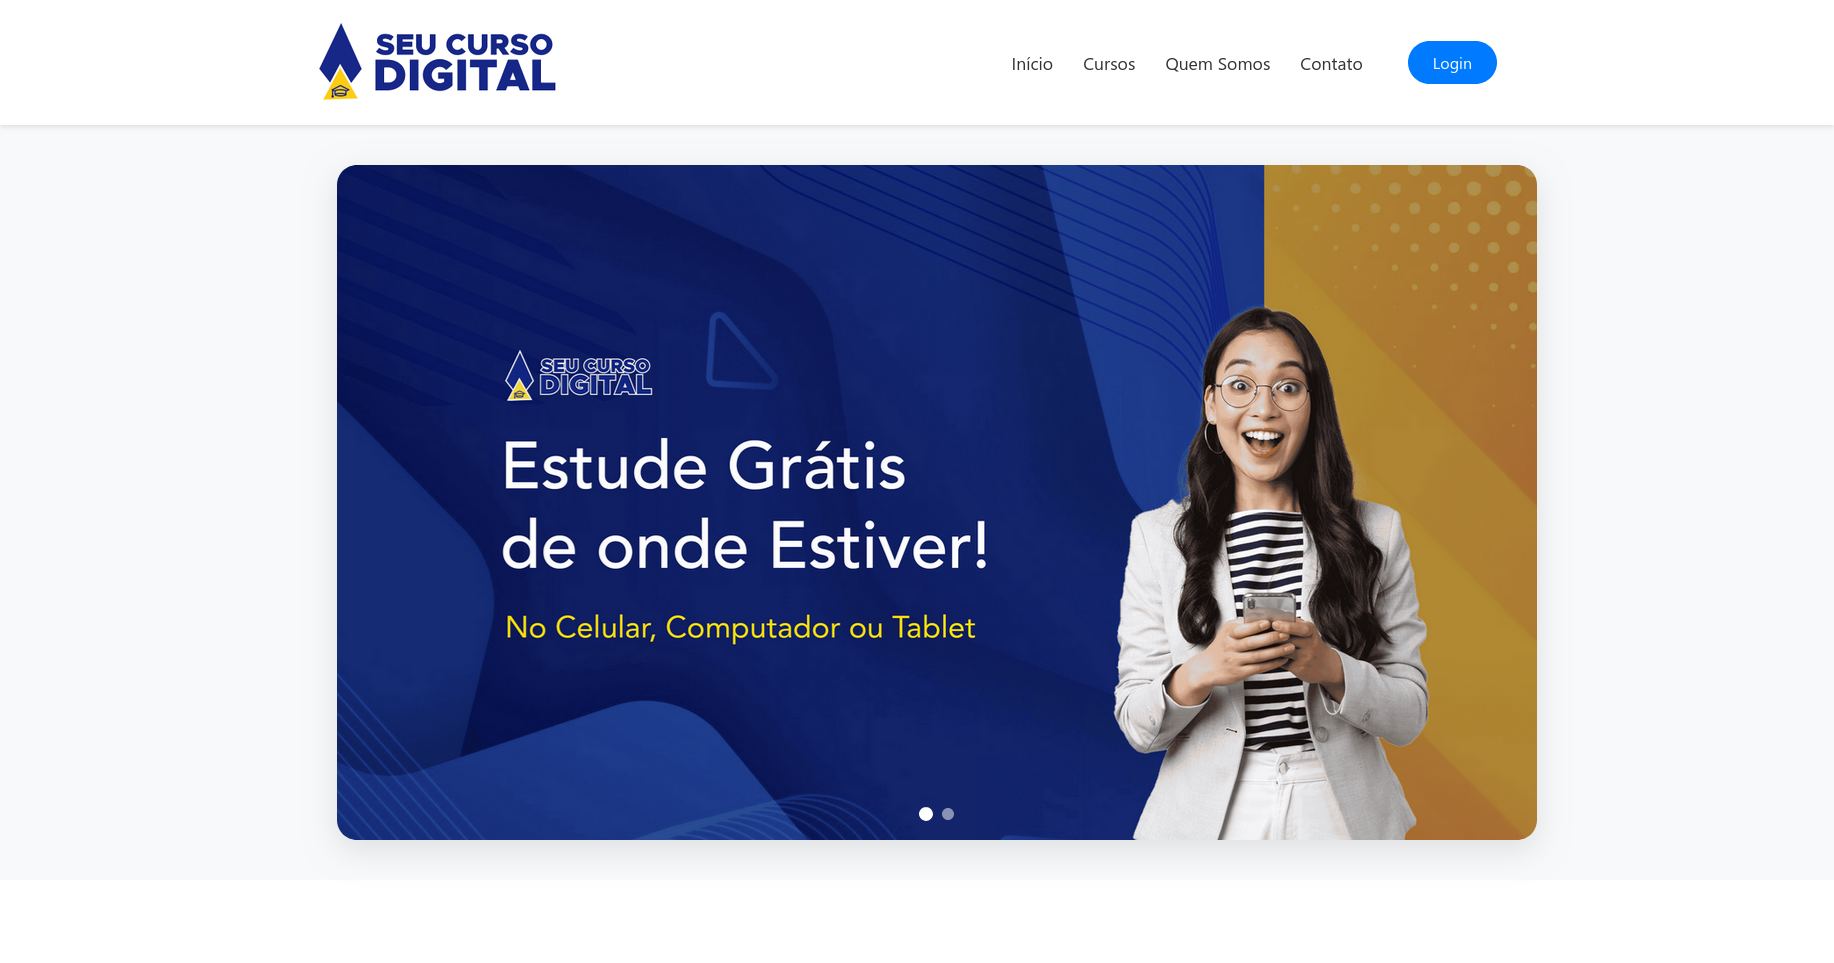 SEU CURSO
DIGITAL
Início
Cursos
Quem Somos
Contato
Login
SEU CURSO
DIGITAL
Estude Grátis
de onde Estiver!
No Celular, Computador ou Tablet